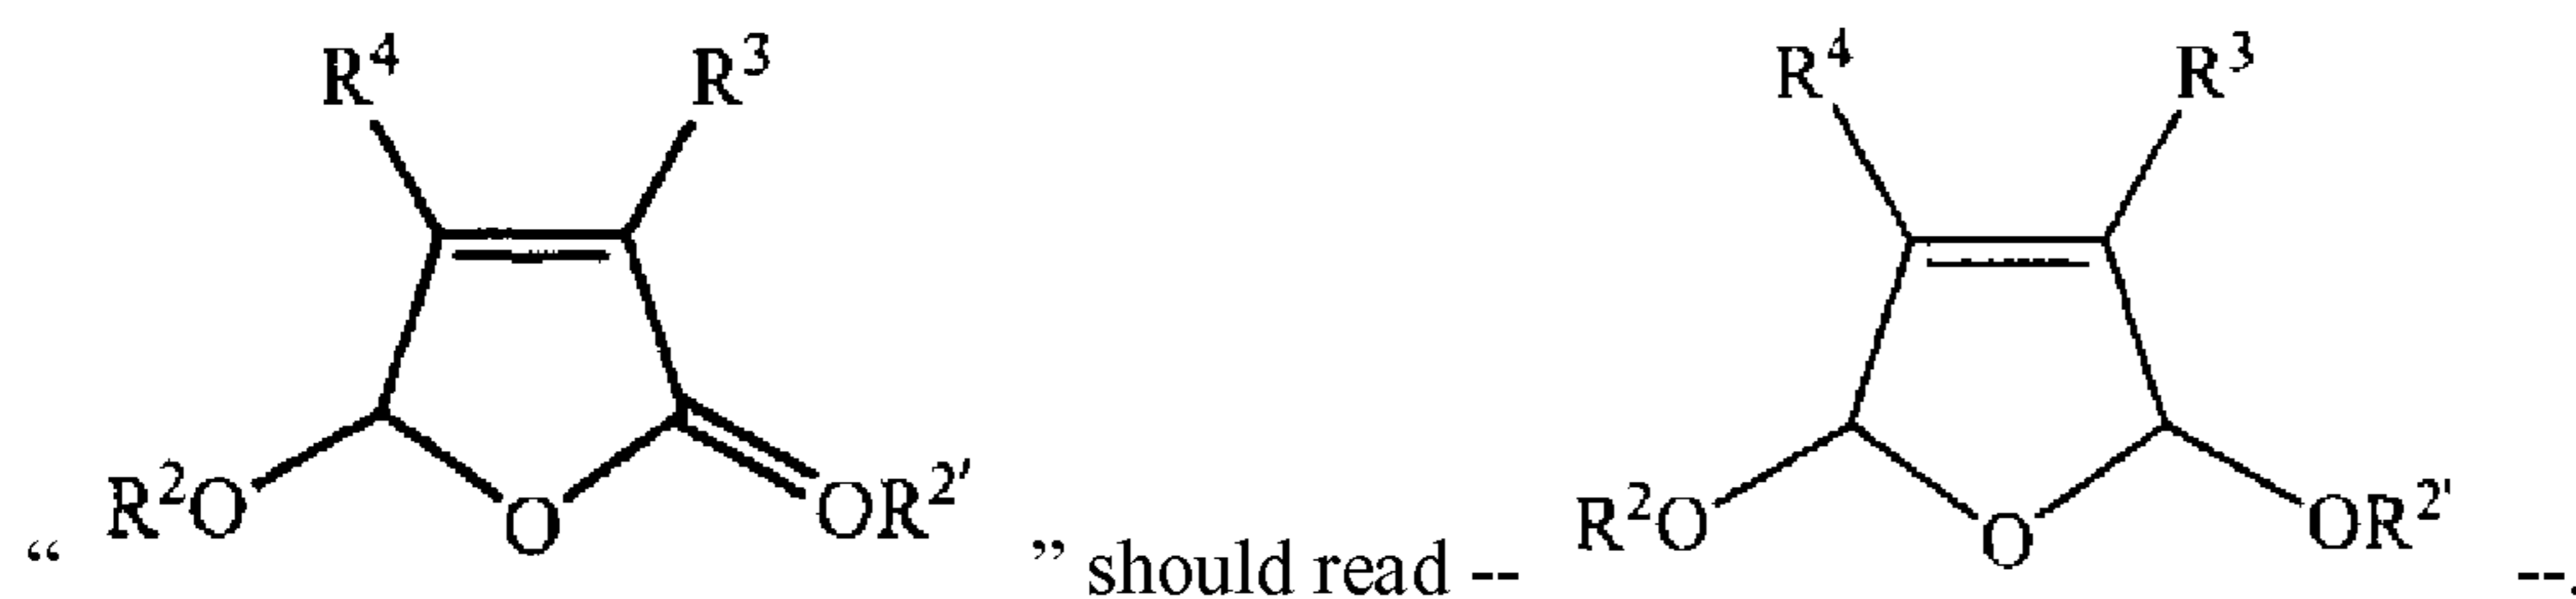 R⁴ R³ R⁴ R³
R²O O OR²' R²O O OR²'
“ ” should read -- --.